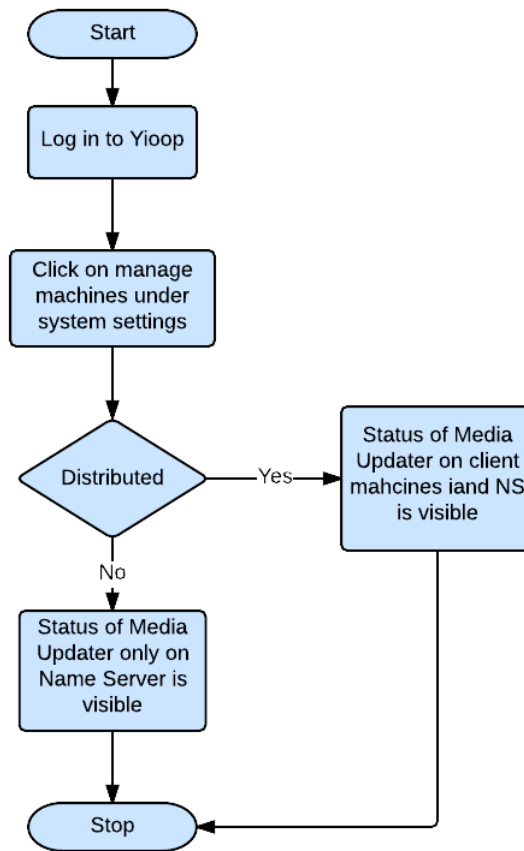 Start
Log in to Yioop
Click on manage
machines under
system settings
Distributed
Yes
Status of Media
Updater on client
mahcines iand NS
is visible
No
Status of Media
Updater only on
Name Server is
visible
Stop